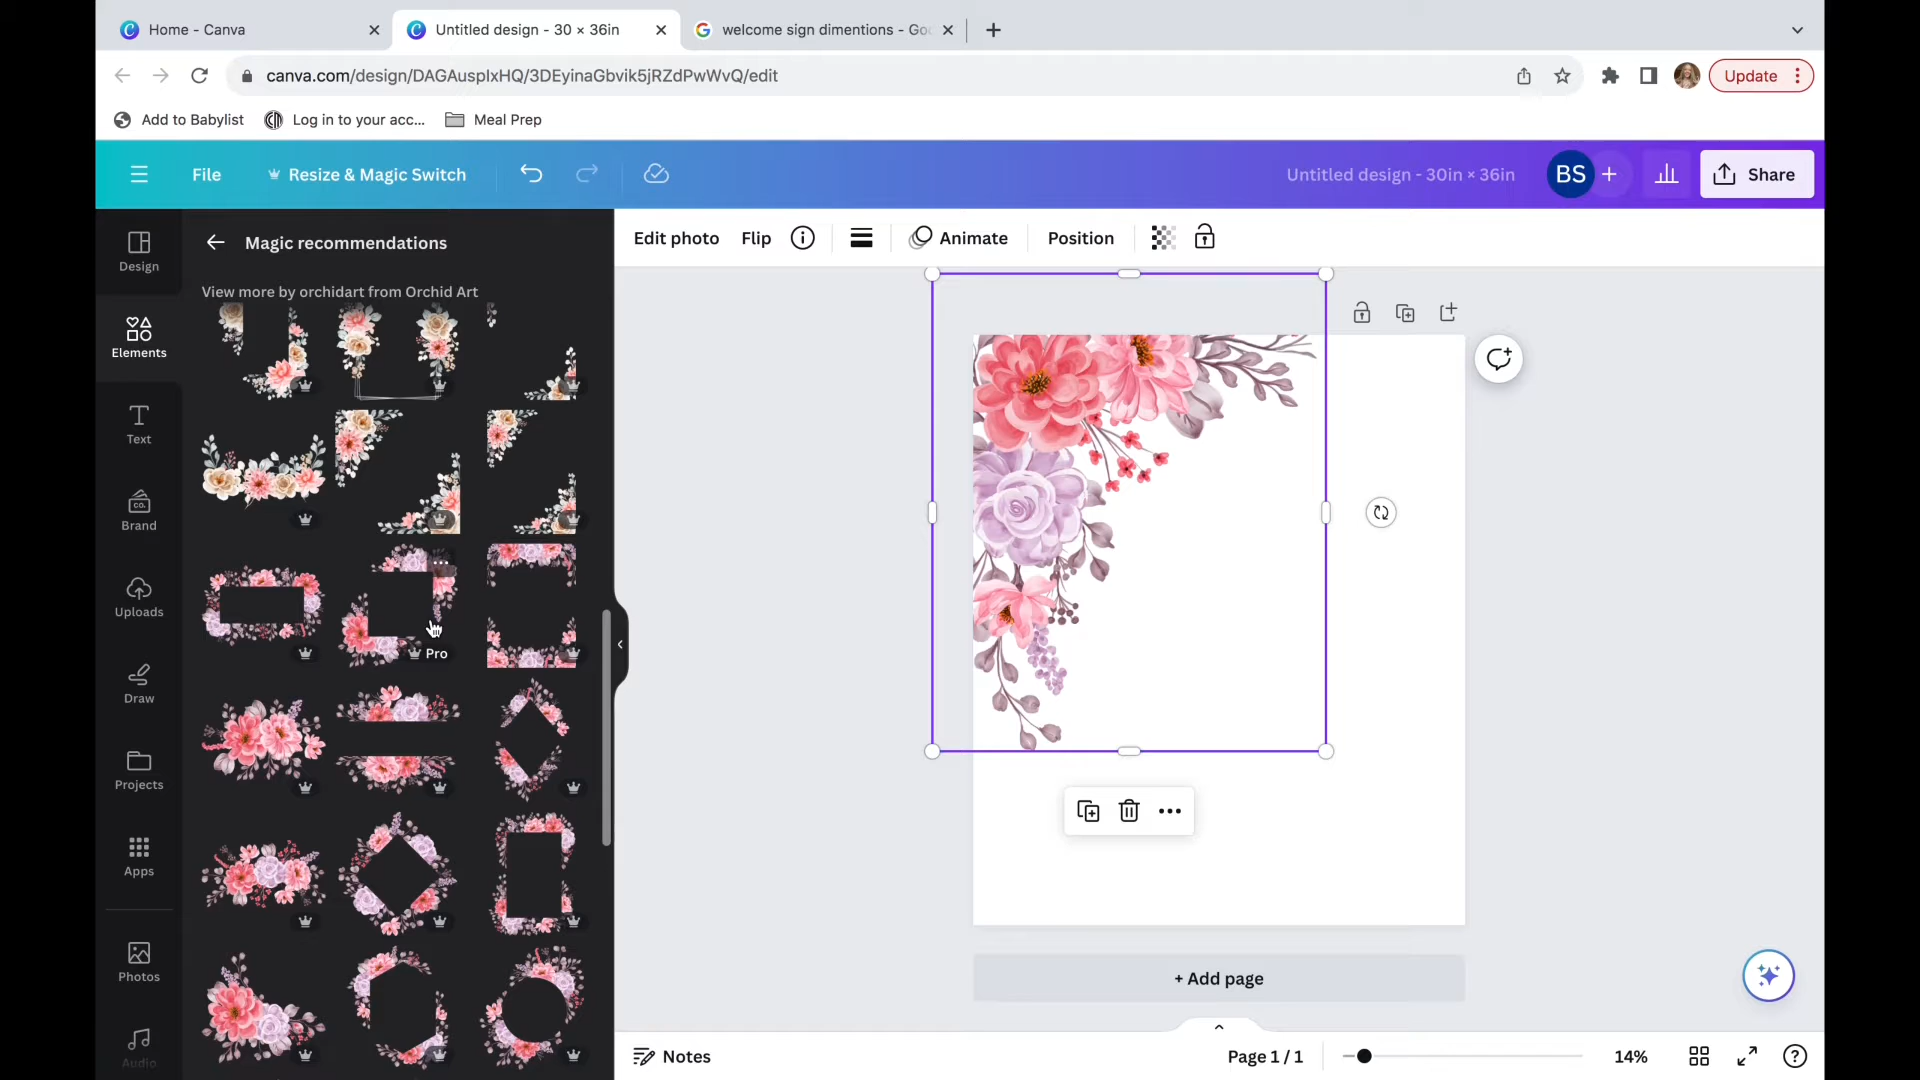 Home - Canva
Untitled design - 30 × 36in
welcome sign dimentions - Goo
canva.com/design/DAGAuspIxHQ/3DEyinaGbvik5jRZdPwWvQ/edit
Update
Add to Babylist
Log in to your acc...
Meal Prep
File
Resize & Magic Switch
Untitled design - 30in × 36in
BS
Share
Design
Elements
Text
CO.
Brand
Uploads
Draw
Projects
Apps
Photos
Audio
Magic recommendations
View more by orchidart from Orchid Art
Pro
Edit photo
Flip
Animate
Position
+ Add page
Notes
Page 1 / 1
14%